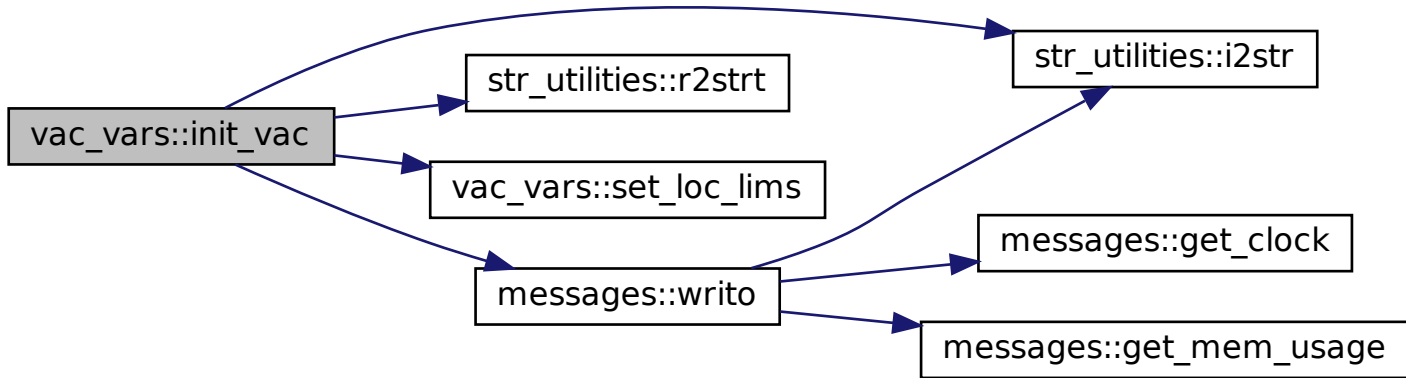 vac_vars::init_vac
str_utilities::r2strt
vac_vars::set_loc_lims
messages::writo
str_utilities::i2str
messages::get_clock
messages::get_mem_usage